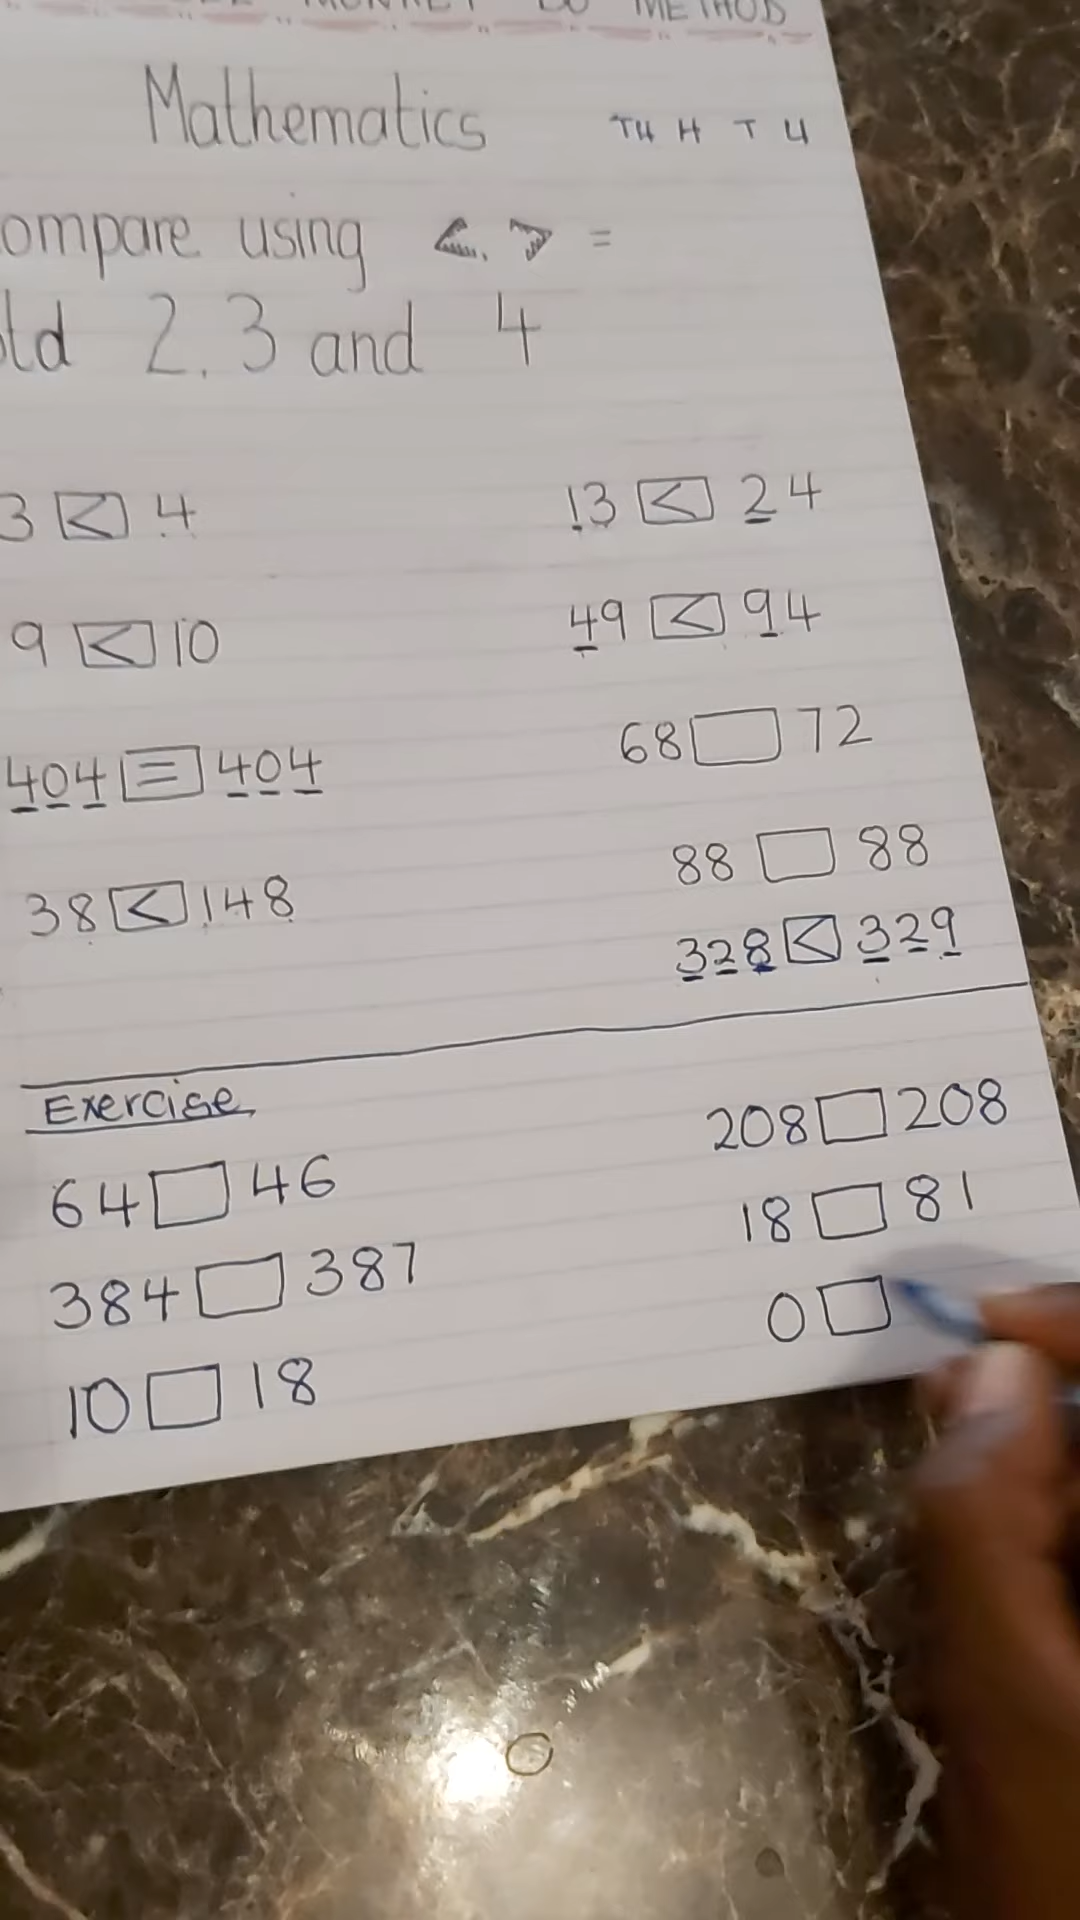 METHOD
Mathematics TH H T U
ompare using <, > =
ld 2, 3 and 4
3 < 4 13 < 24
9 < 10 49 < 94
404 = 404 68 □ 72
38 < 148 88 □ 88
328 < 329
Exercise
64 □ 46 208 □ 208
384 □ 387 18 □ 81
10 □ 18 0 □